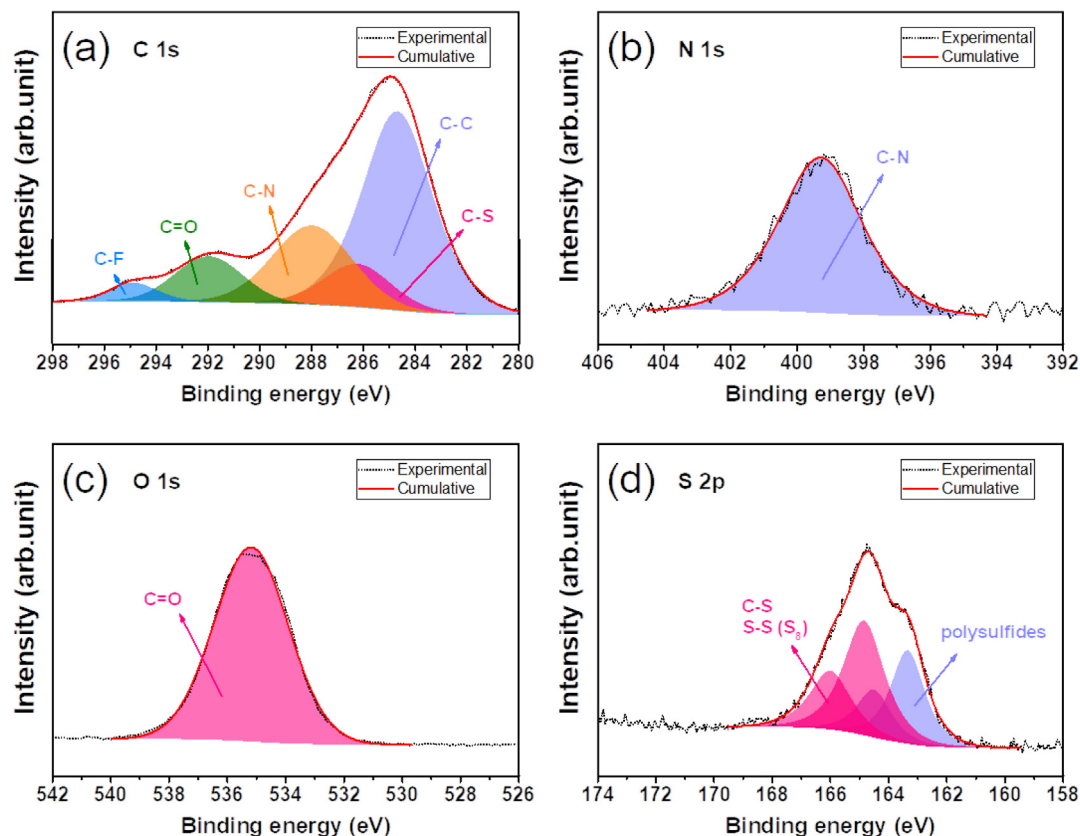 (a) C 1s
Experimental
Cumulative
C-C
C-N
C-S
C=O
C-F
Intensity (arb.unit)
298 296 294 292 290 288 286 284 282 280
Binding energy (eV)
(b) N 1s
Experimental
Cumulative
C-N
Intensity (arb.unit)
406 404 402 400 398 396 394 392
Binding energy (eV)
(c) O 1s
Experimental
Cumulative
C=O
Intensity (arb.unit)
542 540 538 536 534 532 530 528 526
Binding energy (eV)
(d) S 2p
Experimental
Cumulative
C-S
S-S (S₈)
polysulfides
Intensity (arb.unit)
174 172 170 168 166 164 162 160 158
Binding energy (eV)